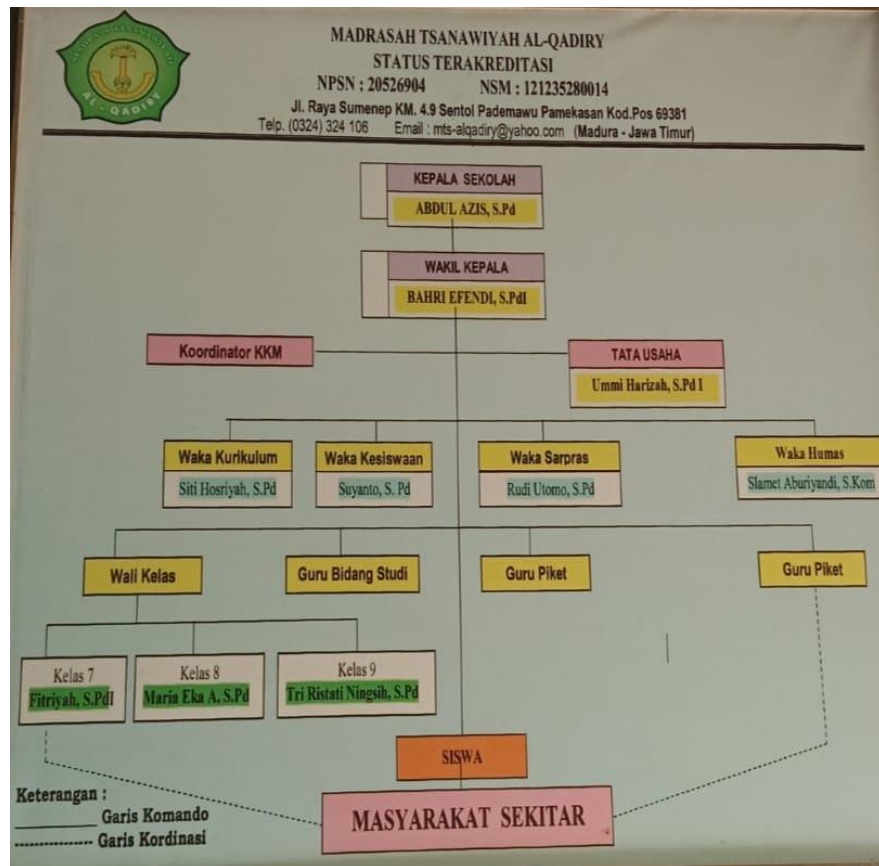 MADRASAH TSANAWIYAH AL-QADIRY
STATUS TERAKREDITASI
NPSN : 20526904 NSM : 121235280014
Jl. Raya Sumenep KM. 4.9 Sentol Pademawu Pamekasan Kod.Pos 69381
Telp. (0324) 324 106 Email : mts-alqadiry@yahoo.com (Madura - Jawa Timur)
AL - QADIRY
KEPALA SEKOLAH
ABDUL AZIS, S.Pd
WAKIL KEPALA
BAHRI EFENDI, S.PdI
Koordinator KKM
TATA USAHA
Ummi Harizah, S.Pd I
Waka Kurikulum
Siti Hosriyah, S.Pd
Waka Kesiswaan
Suyanto, S. Pd
Waka Sarpras
Rudi Utomo, S.Pd
Waka Humas
Slamet Aburiyandi, S.Kom
Wali Kelas
Guru Bidang Studi
Guru Piket
Guru Piket
Kelas 7
Fitriyah, S.PdI
Kelas 8
Maria Eka A, S.Pd
Kelas 9
Tri Ristati Ningsih, S.Pd
SISWA
MASYARAKAT SEKITAR
Keterangan :
Garis Komando
Garis Kordinasi